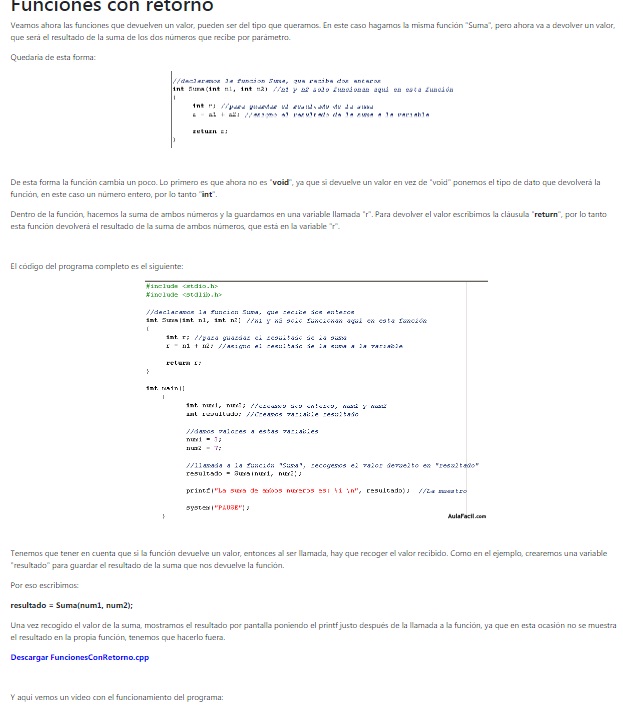 Funciones con retorno
Veamos ahora las funciones que devuelven un valor, pueden ser del tipo que queramos. En este caso hagamos la misma función "Suma", pero ahora va a devolver un valor,
que será el resultado de la suma de los dos números que recibe por parámetro.
Quedaría de esta forma:
//declaremos la funcion Suma, que reciba dos enteros
int Suma(int n1, int n2) //n1 y n2 solo funcionan aqui en esta función
{
int r; //para guardar el resultado de la suma
r = n1 + n2; //asigno el resultado de la suma a la variable
return r;
}
De esta forma la función cambia un poco. Lo primero es que ahora no es "void", ya que si devuelve un valor en vez de "void" ponemos el tipo de dato que devolverá la
función, en este caso un número entero, por lo tanto "int".
Dentro de la función, hacemos la suma de ambos números y la guardamos en una variable llamada "r". Para devolver el valor escribimos la cláusula "return", por lo tanto
esta función devolverá el resultado de la suma de ambos números, que está en la variable "r".
El código del programa completo es el siguiente:
#include <stdio.h>
#include <stdlib.h>
//declaramos la funcion Suma, que recibe dos enteros
int Suma(int n1, int n2) //n1 y n2 solo funcionan aqui en esta función
{
int r; //para guardar el resultado de la suma
r = n1 + n2; //asigno el resultado de la suma a la variable
return r;
}
int main()
{
int num1, num2; //creamos dos enteros, num1 y num2
int resultado; //Creamos variable resultado
//damos valores a estas variables
num1 =
num2 = 7;
//llamada a la función "Suma", recogemos el valor devuelto en "resultado"
resultado = Suma(num1, num2);
printf("La suma de ambos numeros es: %i \n", resultado); //La muestro
system("PAUSE");
}
AulaFacil.com
Tenemos que tener en cuenta que si la función devuelve un valor, entonces al ser llamada, hay que recoger el valor recibido. Como en el ejemplo, crearemos una variable
"resultado" para guardar el resultado de la suma que nos devuelve la función.
Por eso escribimos:
resultado = Suma(num1, num2);
Una vez recogido el valor de la suma, mostramos el resultado por pantalla poniendo el printf justo después de la llamada a la función, ya que en esta ocasión no se muestra
el resultado en la propia función, tenemos que hacerlo fuera.
Descargar FuncionesConRetorno.cpp
Y aquí vemos un video con el funcionamiento del programa: